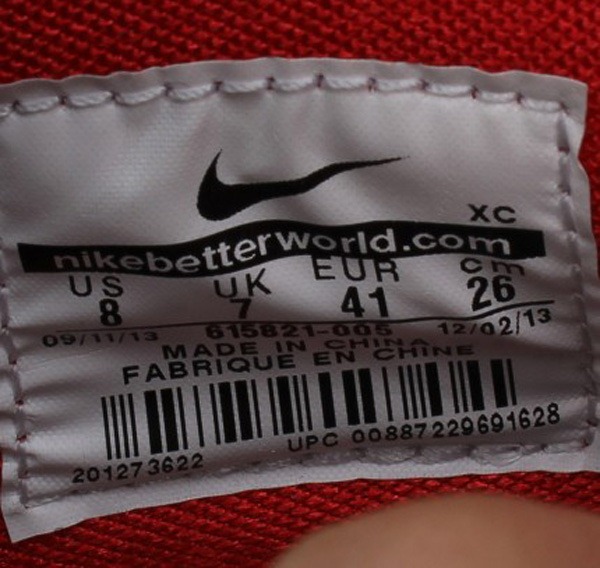 XC
nikebetterworld.com
US UK EUR cm
8 7 41 26
09/11/13 615821-005 12/02/13
MADE IN CHINA
FABRIQUE EN CHINE
UPC 00887229691628
201273622